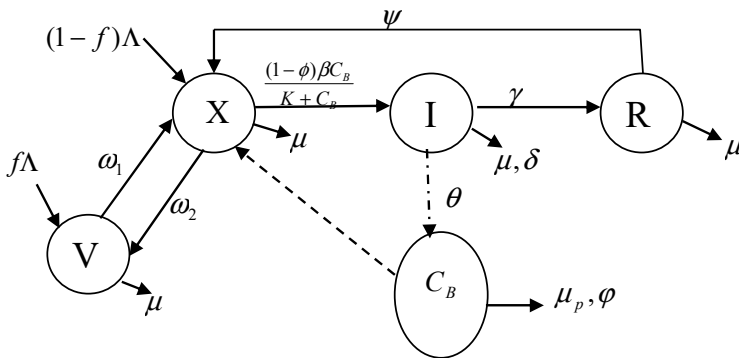 ψ
(1−f)Λ
(1−ϕ)βC_B
K+C_B
X
I
γ
R
μ
μ,δ
μ
fΛ
ω₁
ω₂
θ
V
C_B
μ_p,φ
μ